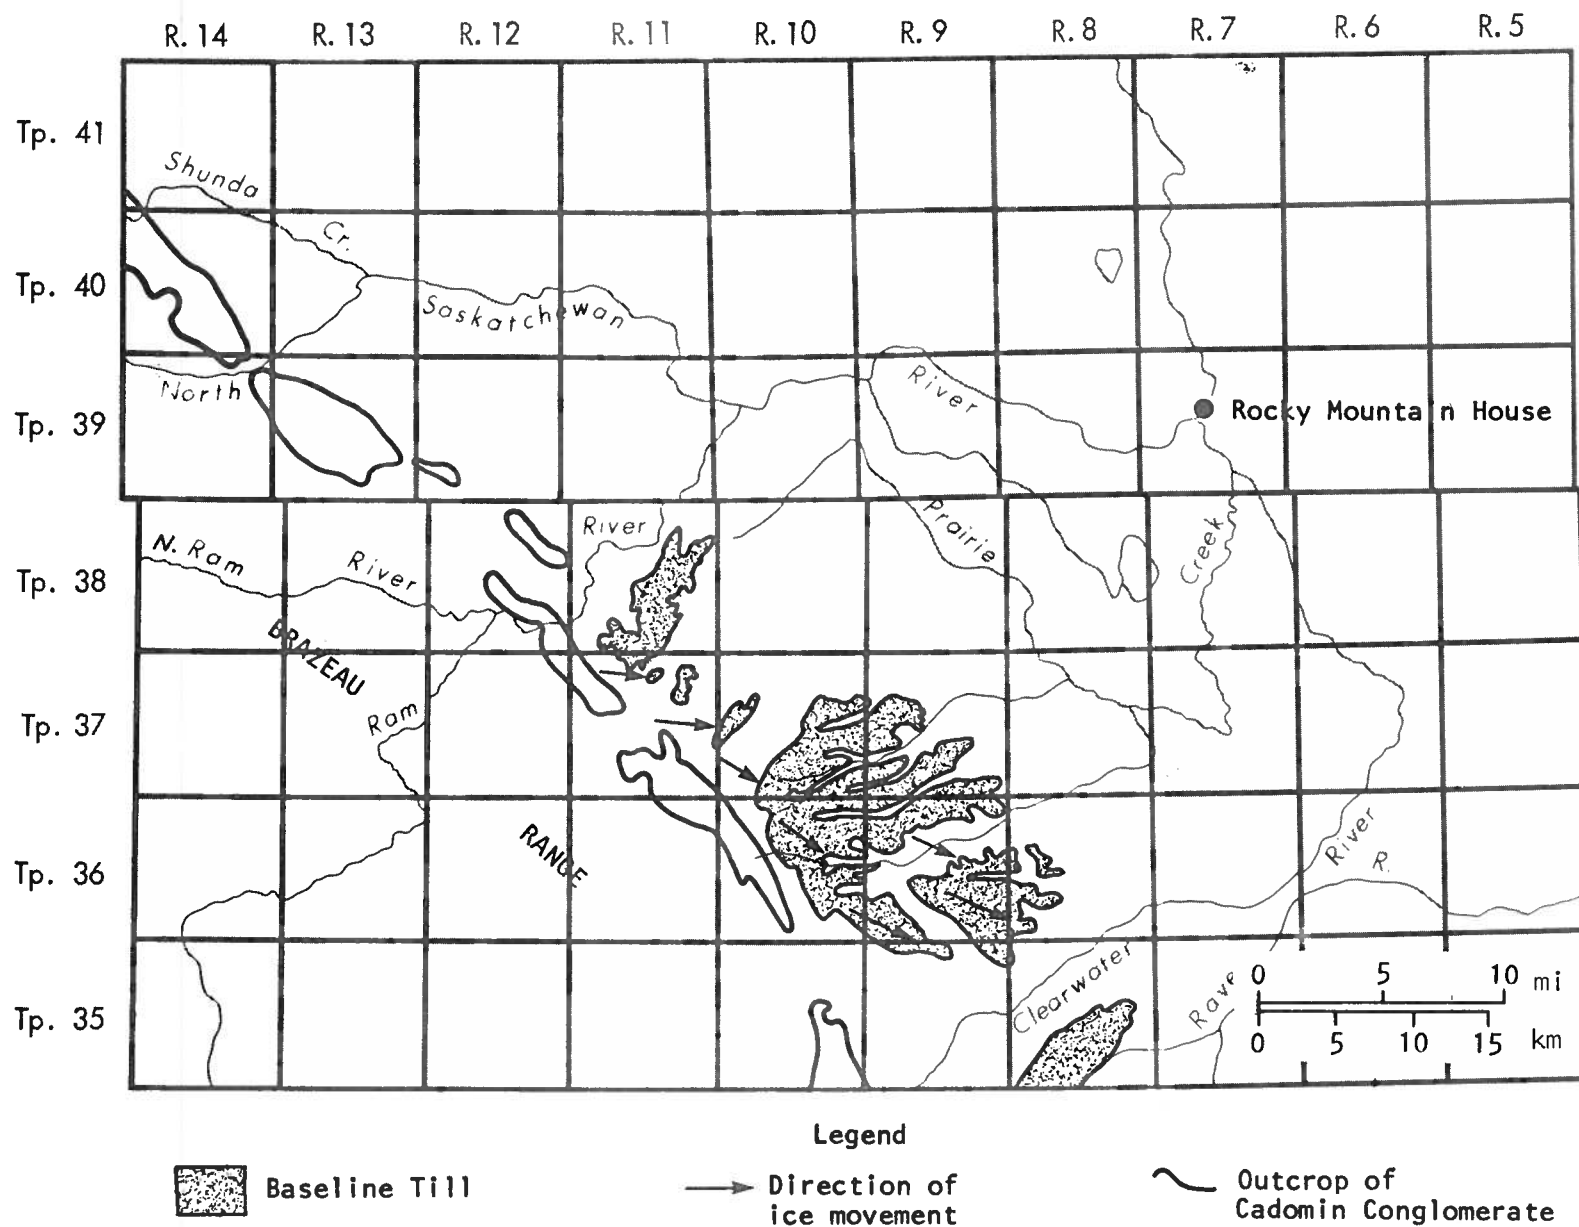 R. 14 R. 13 R. 12 R. 11 R. 10 R. 9 R. 8 R. 7 R. 6 R. 5
Tp. 41
Shunda
Cr.
Tp. 40
Saskatchewan
North
River
Rocky Mounta n House
Tp. 39
River
Prairie
Creek
N. Ram
River
Tp. 38
BRAZEAU
Ram
Tp. 37
RANGE
River
R.
Tp. 36
Clearwater
Rave
0 5 10 mi
0 5 10 15 km
Tp. 35
Legend
Baseline Till
Direction of
ice movement
Outcrop of
Cadomin Conglomerate